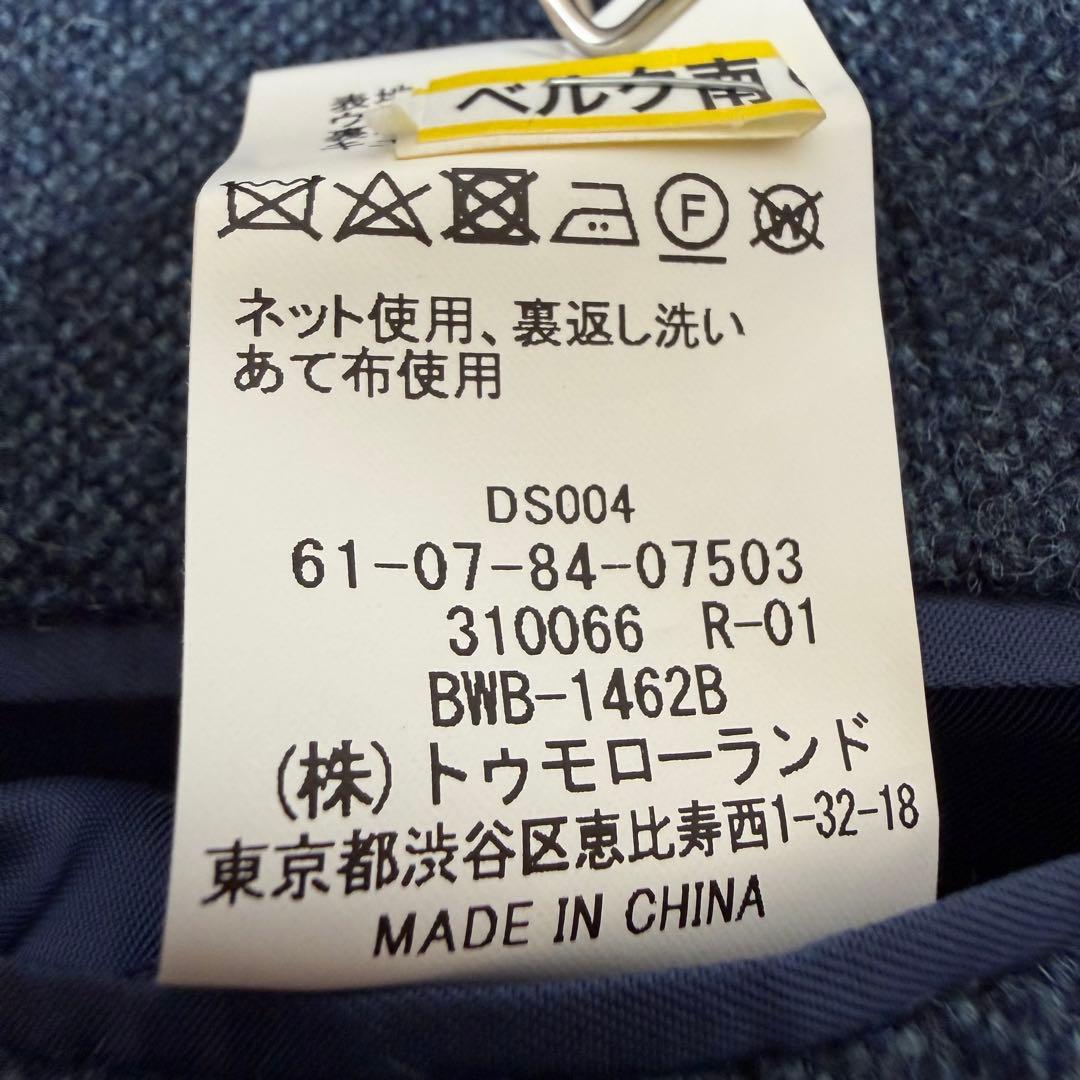 ベルク南
表地
F
W
ネット使用、裏返し洗い
あて布使用
DS004
61-07-84-07503
310066 R-01
BWB-1462B
(株)トゥモローランド
東京都渋谷区恵比寿西1-32-18
MADE IN CHINA